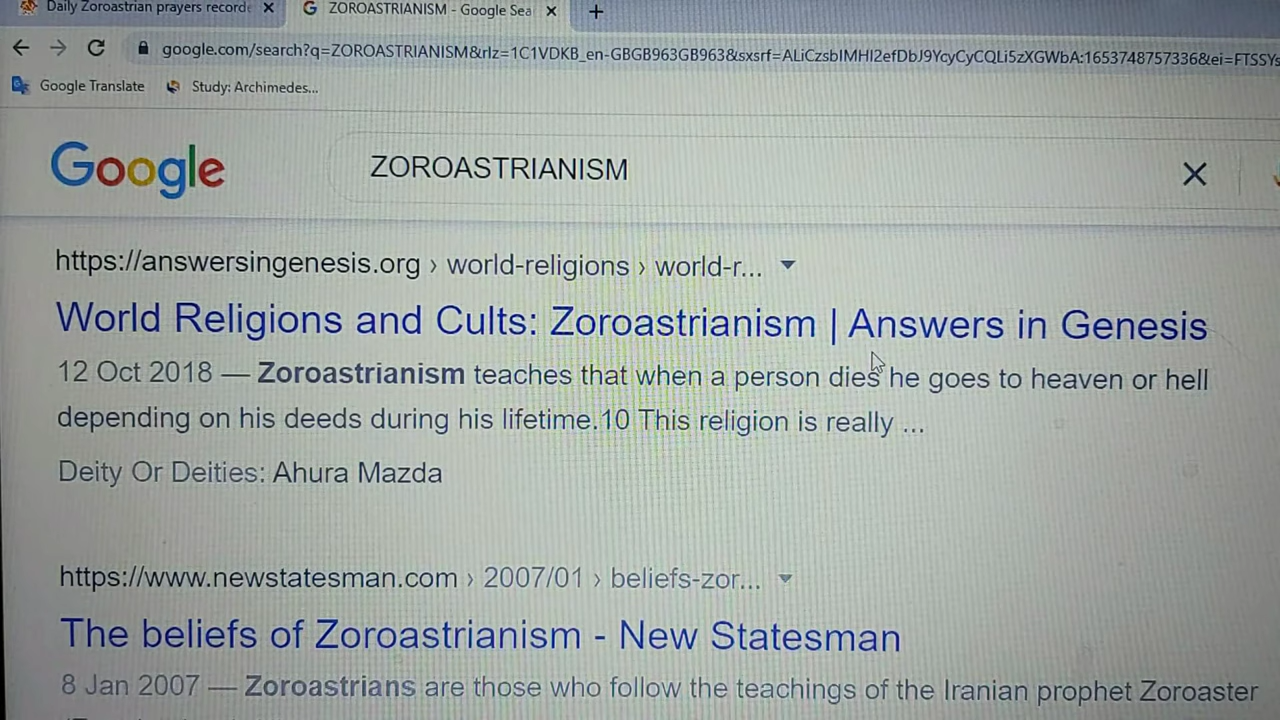 Daily Zoroastrian prayers record
ZOROASTRIANISM - Google Sea
google.com/search?q=ZOROASTRIANISM&rlz=1C1VDKB_en-GBGB963GB963&sxsrf=ALiCzsbIMHI2efDbJ9YcyCyCQLi5zXGWbA:1653748757336&ei=FTSSYs
Google Translate
Study: Archimedes...
Google
ZOROASTRIANISM
https://answersingenesis.org › world-religions › world-r...
World Religions and Cults: Zoroastrianism | Answers in Genesis
12 Oct 2018 — Zoroastrianism teaches that when a person dies he goes to heaven or hell
depending on his deeds during his lifetime.10 This religion is really ...
Deity Or Deities: Ahura Mazda
https://www.newstatesman.com › 2007/01 › beliefs-zor...
The beliefs of Zoroastrianism - New Statesman
8 Jan 2007 — Zoroastrians are those who follow the teachings of the Iranian prophet Zoroaster